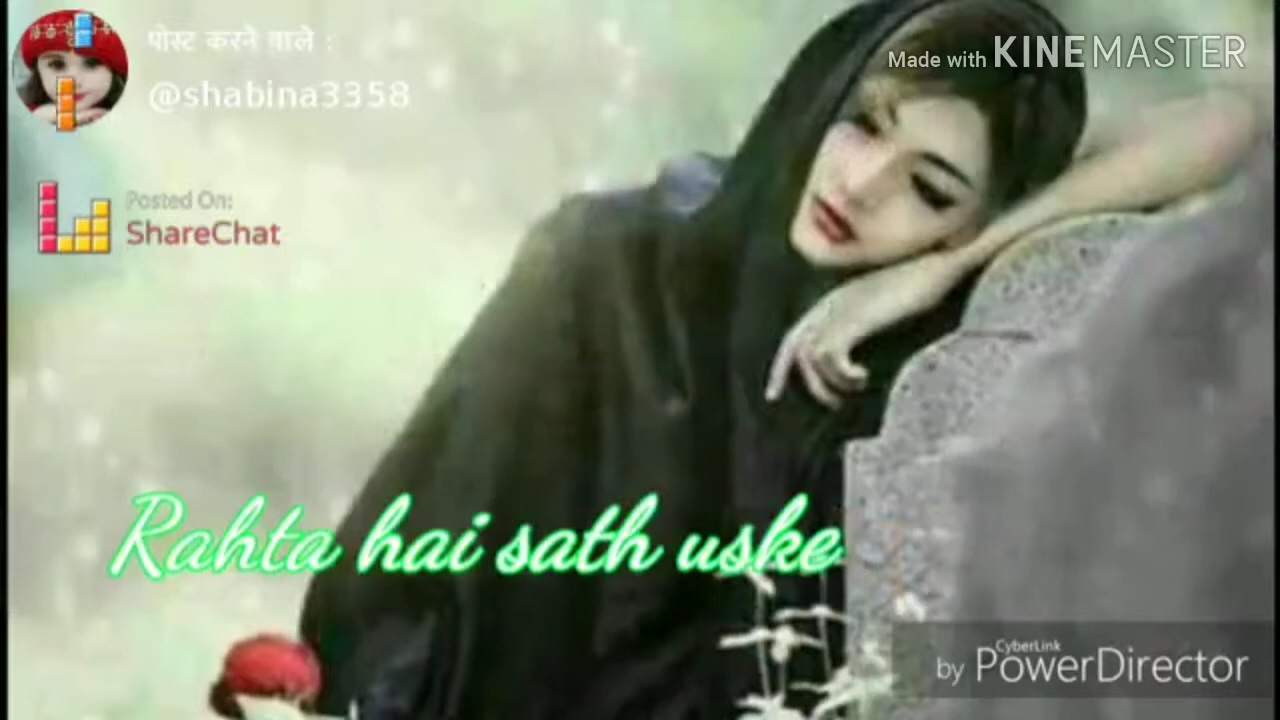 पोस्ट करने वाले :
@shabina3358
Made with KINEMASTER
Posted On:
ShareChat
Rahta hai sath uske
CyberLink
by PowerDirector